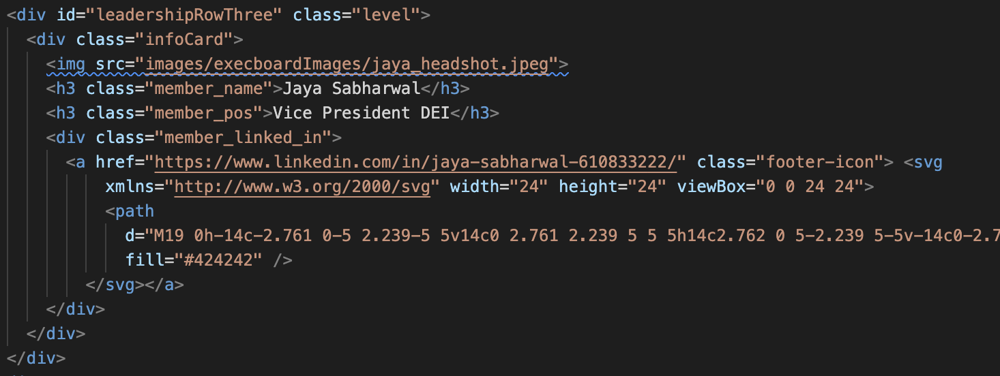 <div id="leadershipRowThree" class="level">
<div class="infoCard">
<img src="images/execboardImages/jaya_headshot.jpeg">
<h3 class="member_name">Jaya Sabharwal</h3>
<h3 class="member_pos">Vice President DEI</h3>
<div class="member_linked_in">
<a href="https://www.linkedin.com/in/jaya-sabharwal-610833222/" class="footer-icon"> <svg
xmlns="http://www.w3.org/2000/svg" width="24" height="24" viewBox="0 0 24 24">
<path
d="M19 0h-14c-2.761 0-5 2.239-5 5v14c0 2.761 2.239 5 5 5h14c2.762 0 5-2.239 5-5v-14c0-2.7
fill="#424242" />
</svg></a>
</div>
</div>
</div>